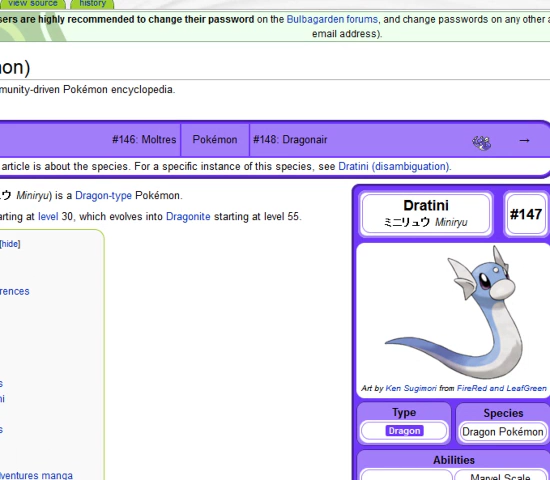 view source history
sers are highly recommended to change their password on the Bulbagarden forums, and change passwords on any other a
email address).
on)
munity-driven Pokémon encyclopedia.
#146: Moltres Pokémon #148: Dragonair →
article is about the species. For a specific instance of this species, see Dratini (disambiguation).
ュウ Miniryu) is a Dragon-type Pokémon.
arting at level 30, which evolves into Dragonite starting at level 55.
Dratini
ミニリュウ Miniryu
#147
[hide]
rences
s
ni
s
dventures manga
Art by Ken Sugimori from FireRed and LeafGreen
Type Species
Dragon Dragon Pokémon
Abilities
Marvel Scale